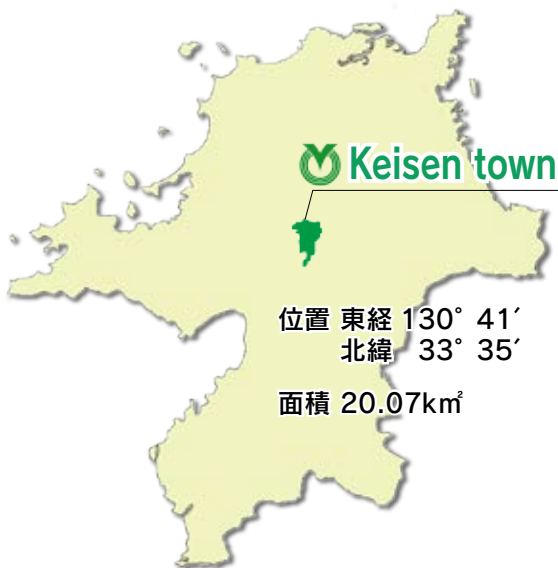 Keisen town
位置 東経 130° 41′
北緯 33° 35′
面積 20.07k㎡